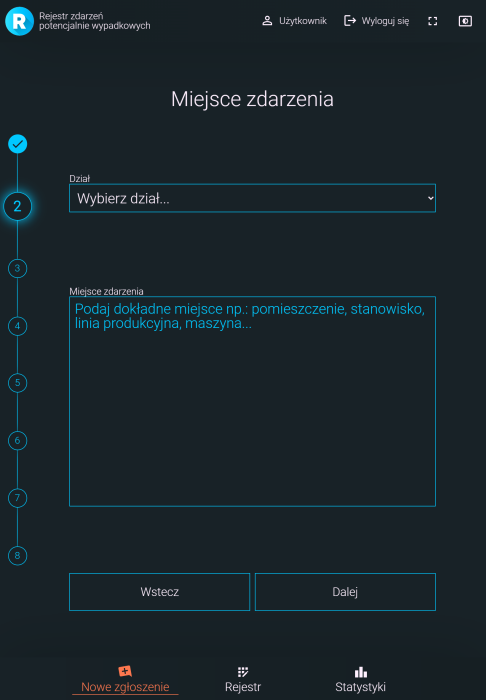 R
Rejestr zdarzeń
potencjalnie wypadkowych
Użytkownik
Wyloguj się
Miejsce zdarzenia
2
3
4
5
6
7
8
Dział
Wybierz dział...
Miejsce zdarzenia
Podaj dokładne miejsce np.: pomieszczenie, stanowisko,
linia produkcyjna, maszyna...
Wstecz
Dalej
Nowe zgłoszenie
Rejestr
Statystyki